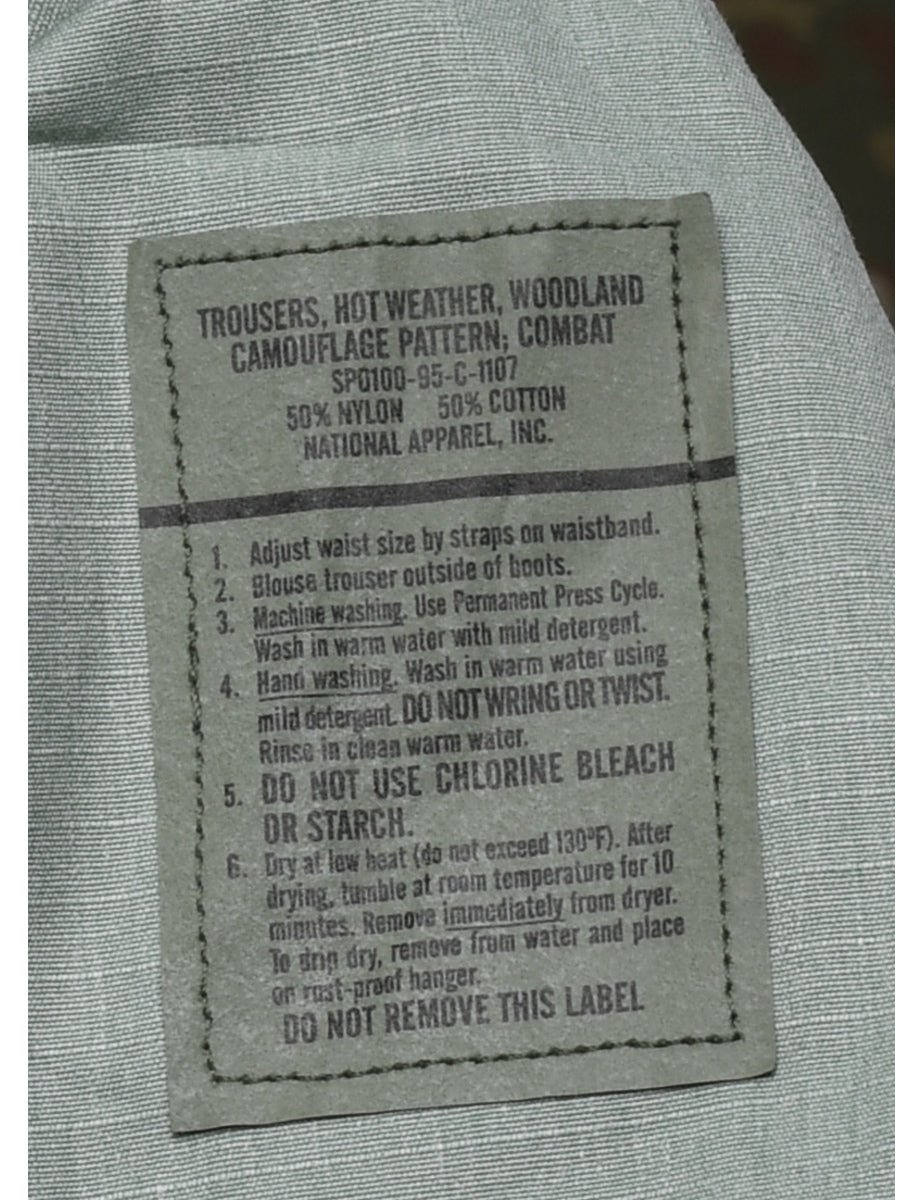 TROUSERS, HOT WEATHER, WOODLAND
CAMOUFLAGE PATTERN; COMBAT
SPO100-95-C-1107
50% NYLON 50% COTTON
NATIONAL APPAREL, INC.
1. Adjust waist size by straps on waistband.
2. Blouse trouser outside of boots.
3. Machine washing. Use Permanent Press Cycle.
Wash in warm water with mild detergent.
4. Hand washing. Wash in warm water using
mild detergent. DO NOT WRING OR TWIST.
Rinse in clean warm water.
5. DO NOT USE CHLORINE BLEACH
OR STARCH.
6. Dry at low heat (do not exceed 130ºF). After
drying, tumble at room temperature for 10
minutes. Remove immediately from dryer.
To drip dry, remove from water and place
on rust-proof hanger.
DO NOT REMOVE THIS LABEL